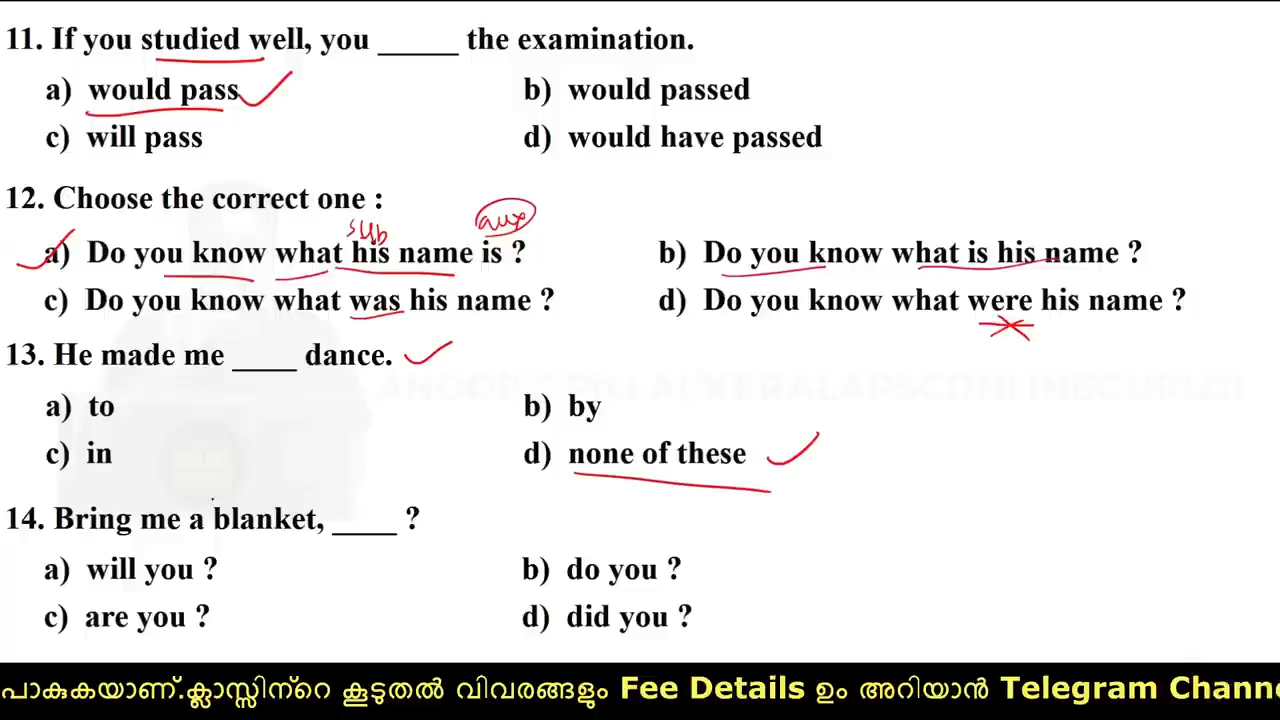 11. If you studied well, you _____ the examination.
a) would pass
b) would passed
c) will pass
d) would have passed
12. Choose the correct one :
sub
aux
a) Do you know what his name is ?
b) Do you know what is his name ?
c) Do you know what was his name ?
d) Do you know what were his name ?
13. He made me ____ dance.
a) to
b) by
c) in
d) none of these
14. Bring me a blanket, ____ ?
a) will you ?
b) do you ?
c) are you ?
d) did you ?
പാകുകയാണ്.ക്ലാസ്സിന്റെ കൂടുതൽ വിവരങ്ങളും Fee Details ഉം അറിയാൻ Telegram Channe